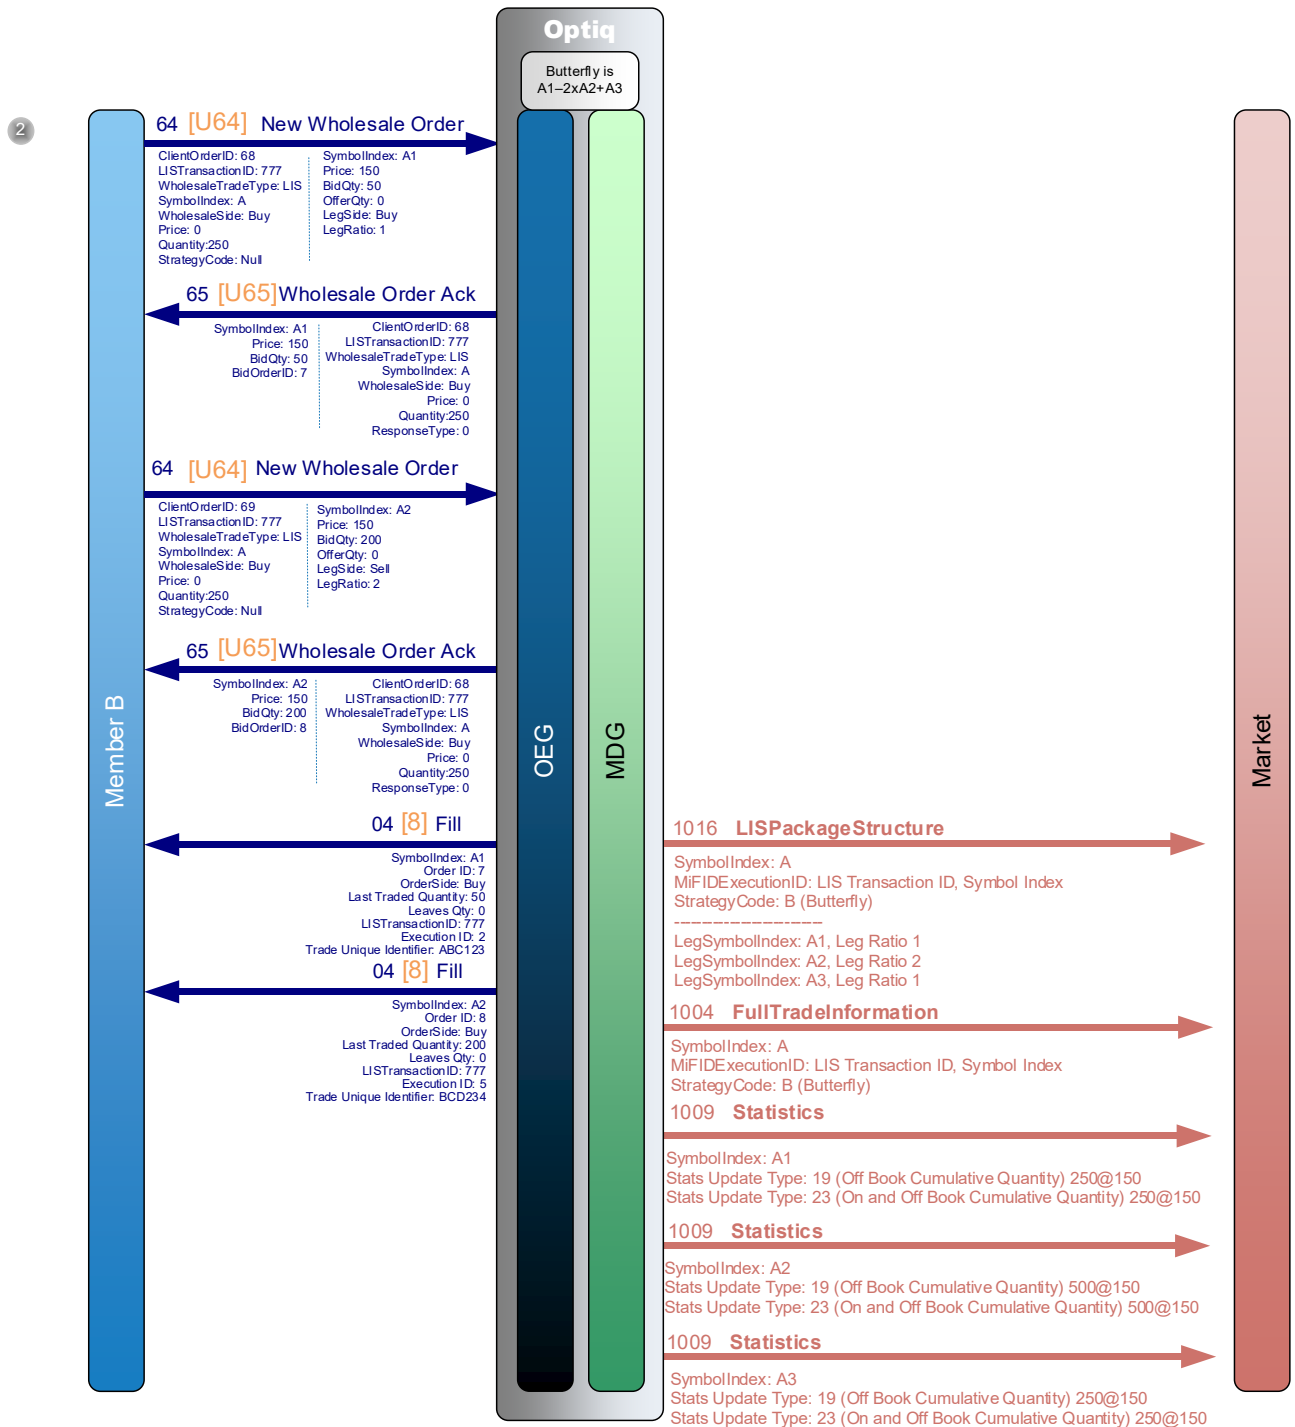 Optiq
Butterfly is
A1–2xA2+A3
2
64 [U64] New Wholesale Order
ClientOrderID: 68
LISTransactionID: 777
WholesaleTradeType: LIS
SymbolIndex: A
WholesaleSide: Buy
Price: 0
Quantity:250
StrategyCode: Null
SymbolIndex: A1
Price: 150
BidQty: 50
OfferQty: 0
LegSide: Buy
LegRatio: 1
65 [U65] Wholesale Order Ack
SymbolIndex: A1
Price: 150
BidQty: 50
BidOrderID: 7
ClientOrderID: 68
LISTransactionID: 777
WholesaleTradeType: LIS
SymbolIndex: A
WholesaleSide: Buy
Price: 0
Quantity:250
ResponseType: 0
64 [U64] New Wholesale Order
ClientOrderID: 69
LISTransactionID: 777
WholesaleTradeType: LIS
SymbolIndex: A
WholesaleSide: Buy
Price: 0
Quantity:250
StrategyCode: Null
SymbolIndex: A2
Price: 150
BidQty: 200
OfferQty: 0
LegSide: Sell
LegRatio: 2
65 [U65] Wholesale Order Ack
SymbolIndex: A2
Price: 150
BidQty: 200
BidOrderID: 8
ClientOrderID: 68
LISTransactionID: 777
WholesaleTradeType: LIS
SymbolIndex: A
WholesaleSide: Buy
Price: 0
Quantity:250
ResponseType: 0
Member B
OEG
MDG
Market
04 [8] Fill
SymbolIndex: A1
Order ID: 7
OrderSide: Buy
Last Traded Quantity: 50
Leaves Qty: 0
LISTransactionID: 777
Execution ID: 2
Trade Unique Identifier: ABC123
04 [8] Fill
SymbolIndex: A2
Order ID: 8
OrderSide: Buy
Last Traded Quantity: 200
Leaves Qty: 0
LISTransactionID: 777
Execution ID: 5
Trade Unique Identifier: BCD234
1016 LISPackageStructure
SymbolIndex: A
MiFIDExecutionID: LIS Transaction ID, Symbol Index
StrategyCode: B (Butterfly)
--------------------------
LegSymbolIndex: A1, Leg Ratio 1
LegSymbolIndex: A2, Leg Ratio 2
LegSymbolIndex: A3, Leg Ratio 1
1004 FullTradeInformation
SymbolIndex: A
MiFIDExecutionID: LIS Transaction ID, Symbol Index
StrategyCode: B (Butterfly)
1009 Statistics
SymbolIndex: A1
Stats Update Type: 19 (Off Book Cumulative Quantity) 250@150
Stats Update Type: 23 (On and Off Book Cumulative Quantity) 250@150
1009 Statistics
SymbolIndex: A2
Stats Update Type: 19 (Off Book Cumulative Quantity) 500@150
Stats Update Type: 23 (On and Off Book Cumulative Quantity) 500@150
1009 Statistics
SymbolIndex: A3
Stats Update Type: 19 (Off Book Cumulative Quantity) 250@150
Stats Update Type: 23 (On and Off Book Cumulative Quantity) 250@150